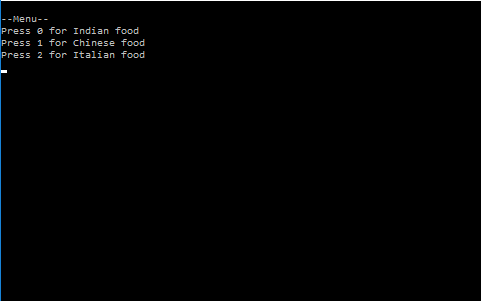 --Menu--
Press 0 for Indian food
Press 1 for Chinese food
Press 2 for Italian food